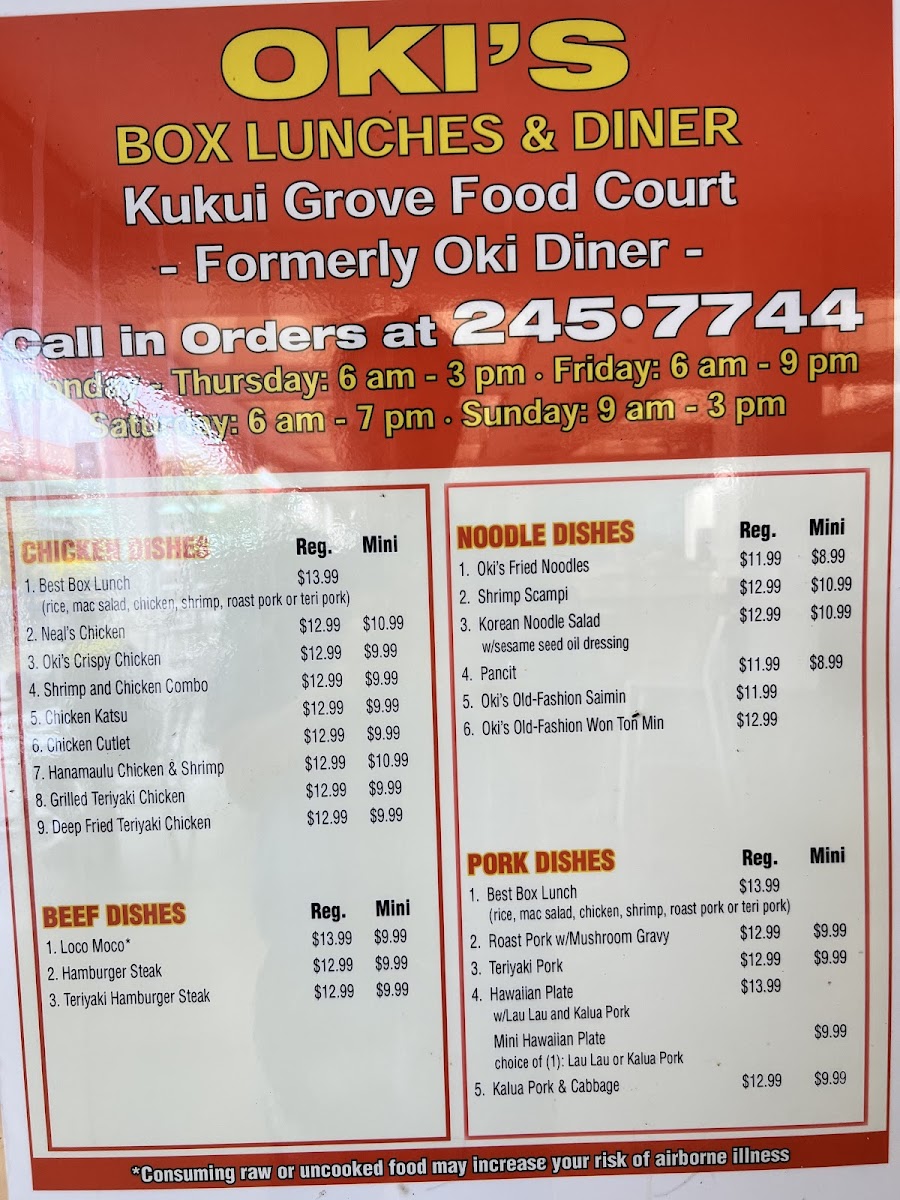 OKI'S
BOX LUNCHES & DINER
Kukui Grove Food Court
- Formerly Oki Diner -
Call in Orders at 245•7744
Monday - Thursday: 6 am - 3 pm • Friday: 6 am - 9 pm
Saturday: 6 am - 7 pm • Sunday: 9 am - 3 pm
CHICKEN DISHES Reg. Mini
1. Best Box Lunch $13.99
(rice, mac salad, chicken, shrimp, roast pork or teri pork)
2. Neal's Chicken $12.99 $10.99
3. Oki's Crispy Chicken $12.99 $9.99
4. Shrimp and Chicken Combo $12.99 $9.99
5. Chicken Katsu $12.99 $9.99
6. Chicken Cutlet $12.99 $9.99
7. Hanamaulu Chicken & Shrimp $12.99 $10.99
8. Grilled Teriyaki Chicken $12.99 $9.99
9. Deep Fried Teriyaki Chicken $12.99 $9.99
BEEF DISHES Reg. Mini
1. Loco Moco* $13.99 $9.99
2. Hamburger Steak $12.99 $9.99
3. Teriyaki Hamburger Steak $12.99 $9.99
NOODLE DISHES Reg. Mini
1. Oki's Fried Noodles $11.99 $8.99
2. Shrimp Scampi $12.99 $10.99
3. Korean Noodle Salad $12.99 $10.99
w/sesame seed oil dressing
4. Pancit $11.99 $8.99
5. Oki's Old-Fashion Saimin $11.99
6. Oki's Old-Fashion Won Ton Min $12.99
PORK DISHES Reg. Mini
1. Best Box Lunch $13.99
(rice, mac salad, chicken, shrimp, roast pork or teri pork)
2. Roast Pork w/Mushroom Gravy $12.99 $9.99
3. Teriyaki Pork $12.99 $9.99
4. Hawaiian Plate $13.99
w/Lau Lau and Kalua Pork
Mini Hawaiian Plate $9.99
choice of (1): Lau Lau or Kalua Pork
5. Kalua Pork & Cabbage $12.99 $9.99
*Consuming raw or uncooked food may increase your risk of airborne illness